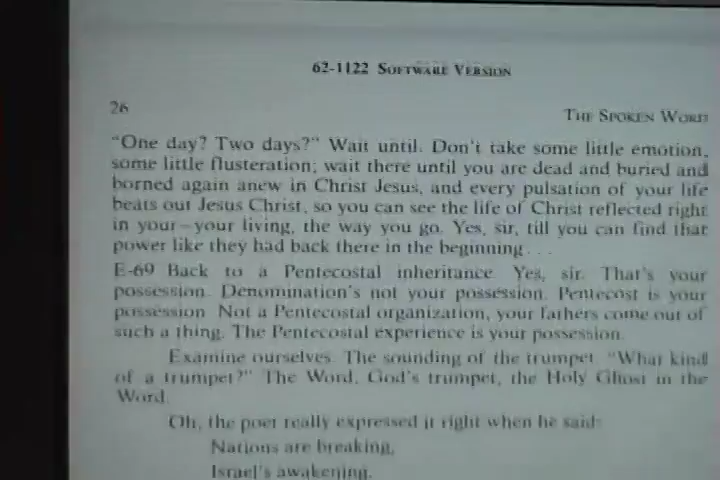 62-1122 SOFTWARE VERSION
26
THE SPOKEN WORD
"One day? Two days?" Wait until. Don't take some little emotion,
some little flusteration; wait there until you are dead and buried and
borned again anew in Christ Jesus, and every pulsation of your life
beats out Jesus Christ, so you can see the life of Christ reflected right
in your—your living, the way you go. Yes, sir, till you can find that
power like they had back there in the beginning . . .
E-69 Back to a Pentecostal inheritance. Yes, sir. That's your
possession. Denomination's not your possession. Pentecost is your
possession. Not a Pentecostal organization, your fathers come out of
such a thing. The Pentecostal experience is your possession.
Examine ourselves. The sounding of the trumpet. "What kind
of a trumpet?" The Word, God's trumpet, the Holy Ghost in the
Word.
Oh, the poet really expressed it right when he said:
Nations are breaking,
Israel's awakening,